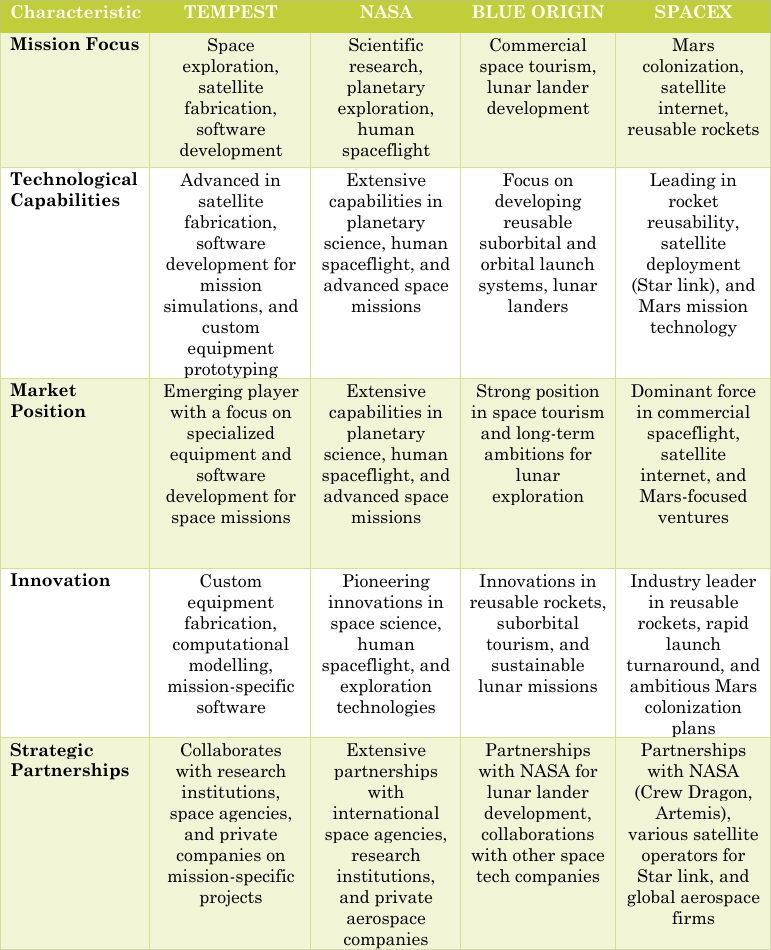 Characteristic TEMPEST NASA BLUE ORIGIN SPACEX
Mission Focus
Space
exploration,
satellite
fabrication,
software
development
Scientific
research,
planetary
exploration,
human
spaceflight
Commercial
space tourism,
lunar lander
development
Mars
colonization,
satellite
internet,
reusable rockets
Technological
Capabilities
Advanced in
satellite
fabrication,
software
development for
mission
simulations, and
custom
equipment
prototyping
Extensive
capabilities in
planetary
science, human
spaceflight, and
advanced space
missions
Focus on
developing
reusable
suborbital and
orbital launch
systems, lunar
landers
Leading in
rocket
reusability,
satellite
deployment
(Star link), and
Mars mission
technology
Market
Position
Emerging player
with a focus on
specialized
equipment and
software
development for
space missions
Extensive
capabilities in
planetary
science, human
spaceflight, and
advanced space
missions
Strong position
in space tourism
and long-term
ambitions for
lunar
exploration
Dominant force
in commercial
spaceflight,
satellite
internet, and
Mars-focused
ventures
Innovation
Custom
equipment
fabrication,
computational
modelling,
mission-specific
software
Pioneering
innovations in
space science,
human
spaceflight, and
exploration
technologies
Innovations in
reusable rockets,
suborbital
tourism, and
sustainable
lunar missions
Industry leader
in reusable
rockets, rapid
launch
turnaround, and
ambitious Mars
colonization
plans
Strategic
Partnerships
Collaborates
with research
institutions,
space agencies,
and private
companies on
mission-specific
projects
Extensive
partnerships
with
international
space agencies,
research
institutions,
and private
aerospace
companies
Partnerships
with NASA for
lunar lander
development,
collaborations
with other space
tech companies
Partnerships
with NASA
(Crew Dragon,
Artemis),
various satellite
operators for
Star link, and
global aerospace
firms